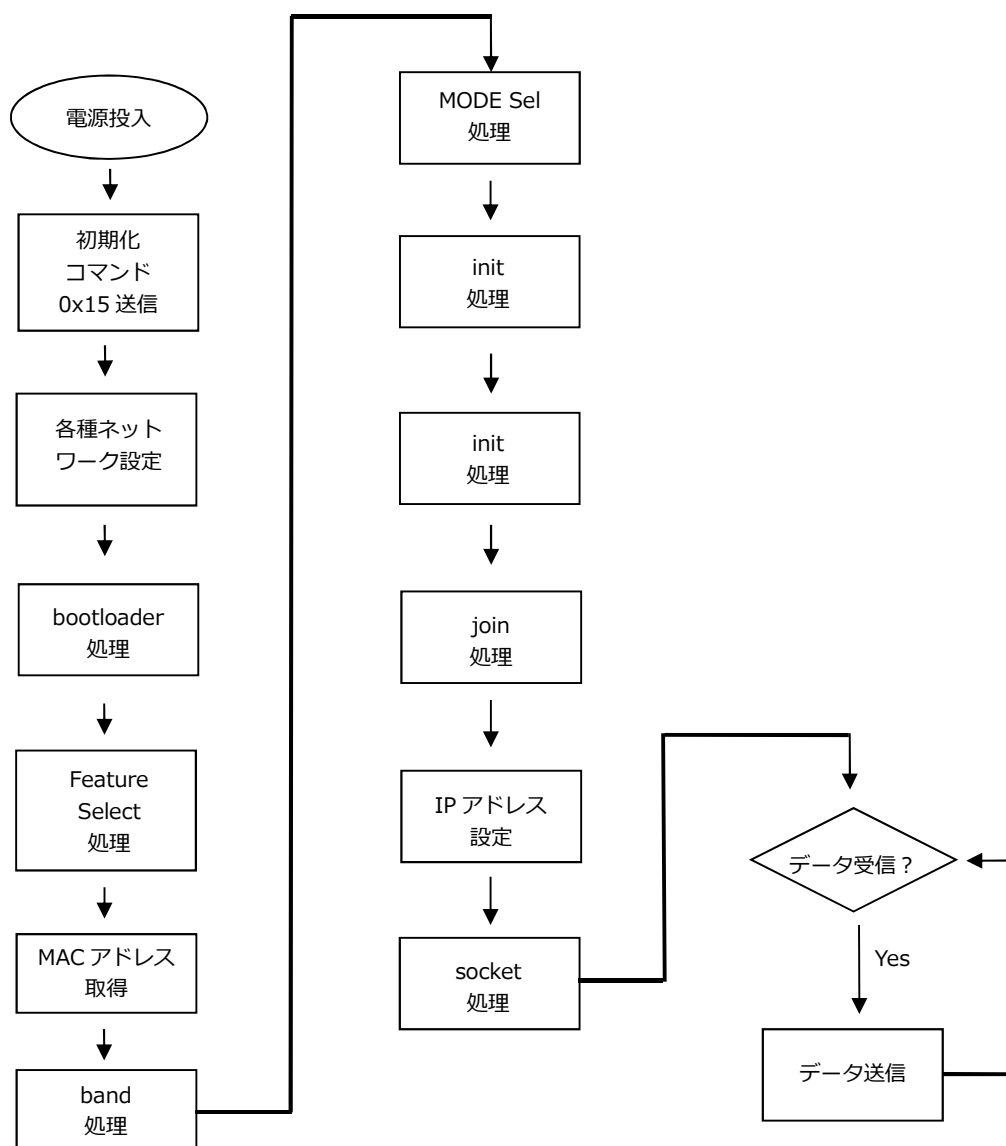 電源投入
初期化
コマンド
0x15 送信
各種ネット
ワーク設定
bootloader
処理
Feature
Select
処理
MAC アドレス
取得
band
処理
MODE Sel
処理
init
処理
init
処理
join
処理
IP アドレス
設定
socket
処理
データ受信？
Yes
データ送信